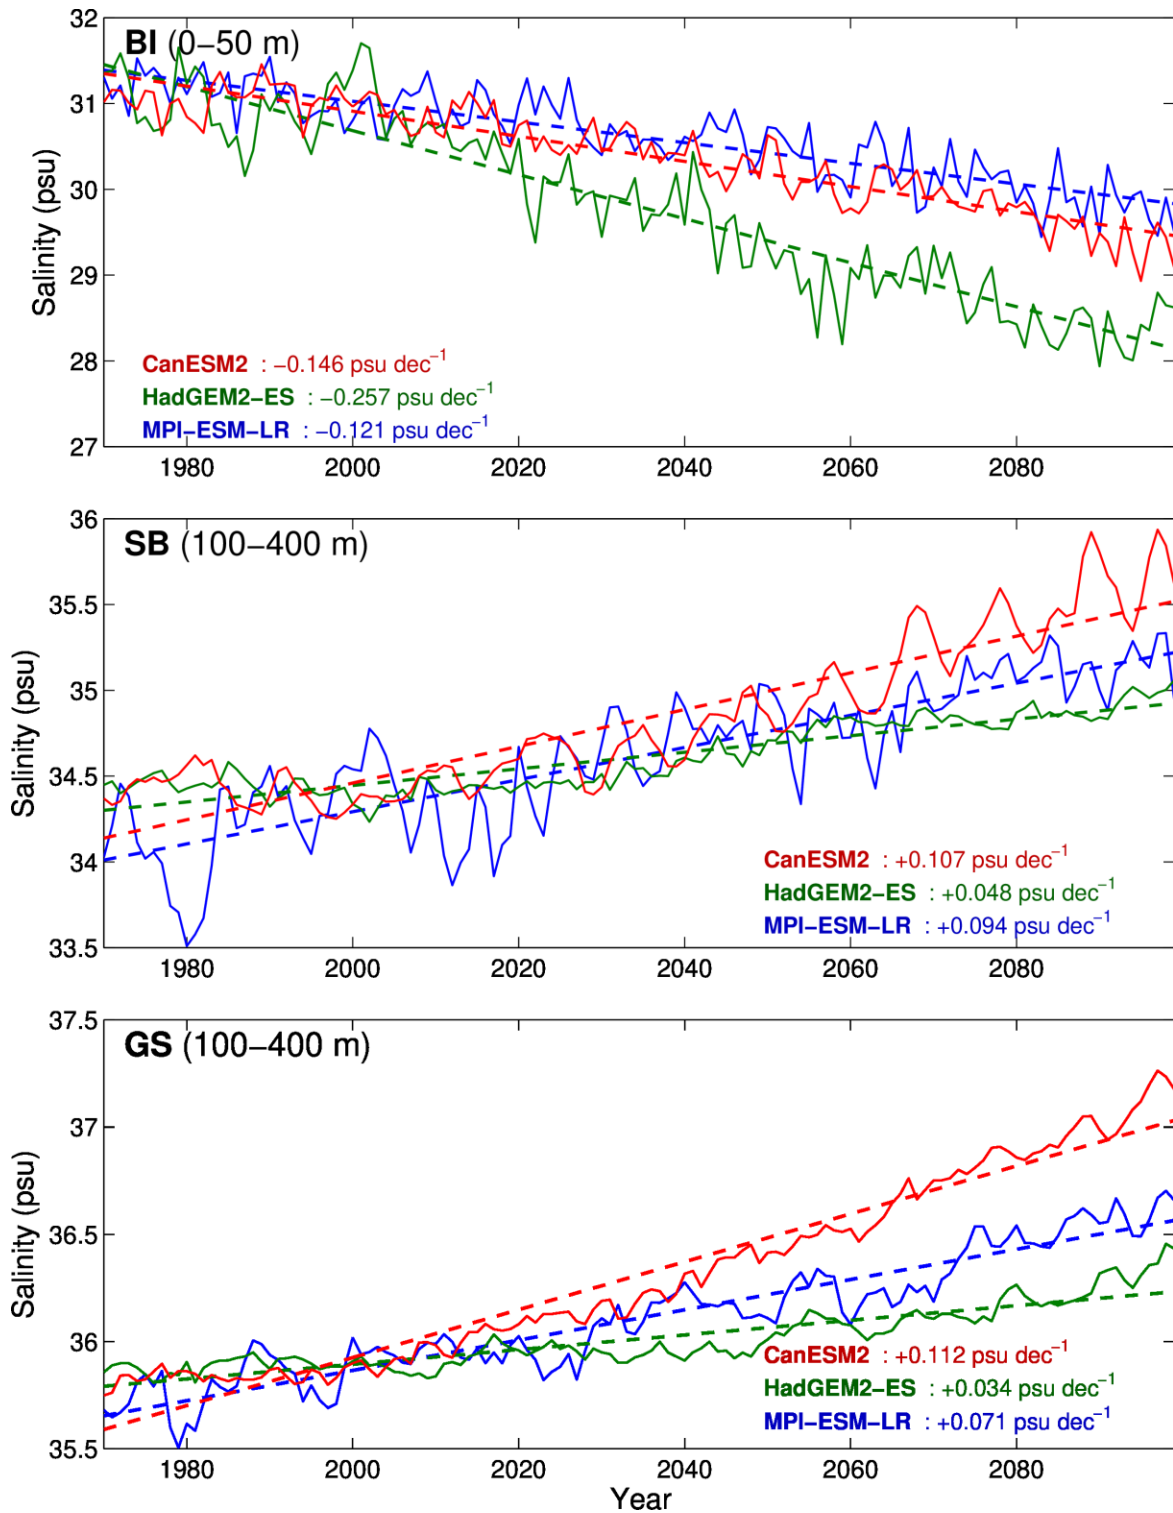 BI (0−50 m)
32
31
30
29
28
27
Salinity (psu)
CanESM2 : −0.146 psu dec⁻¹
HadGEM2−ES : −0.257 psu dec⁻¹
MPI−ESM−LR : −0.121 psu dec⁻¹
1980 2000 2020 2040 2060 2080
SB (100−400 m)
36
35.5
35
34.5
34
33.5
Salinity (psu)
CanESM2 : +0.107 psu dec⁻¹
HadGEM2−ES : +0.048 psu dec⁻¹
MPI−ESM−LR : +0.094 psu dec⁻¹
1980 2000 2020 2040 2060 2080
GS (100−400 m)
37.5
37
36.5
36
35.5
Salinity (psu)
CanESM2 : +0.112 psu dec⁻¹
HadGEM2−ES : +0.034 psu dec⁻¹
MPI−ESM−LR : +0.071 psu dec⁻¹
1980 2000 2020 2040 2060 2080
Year